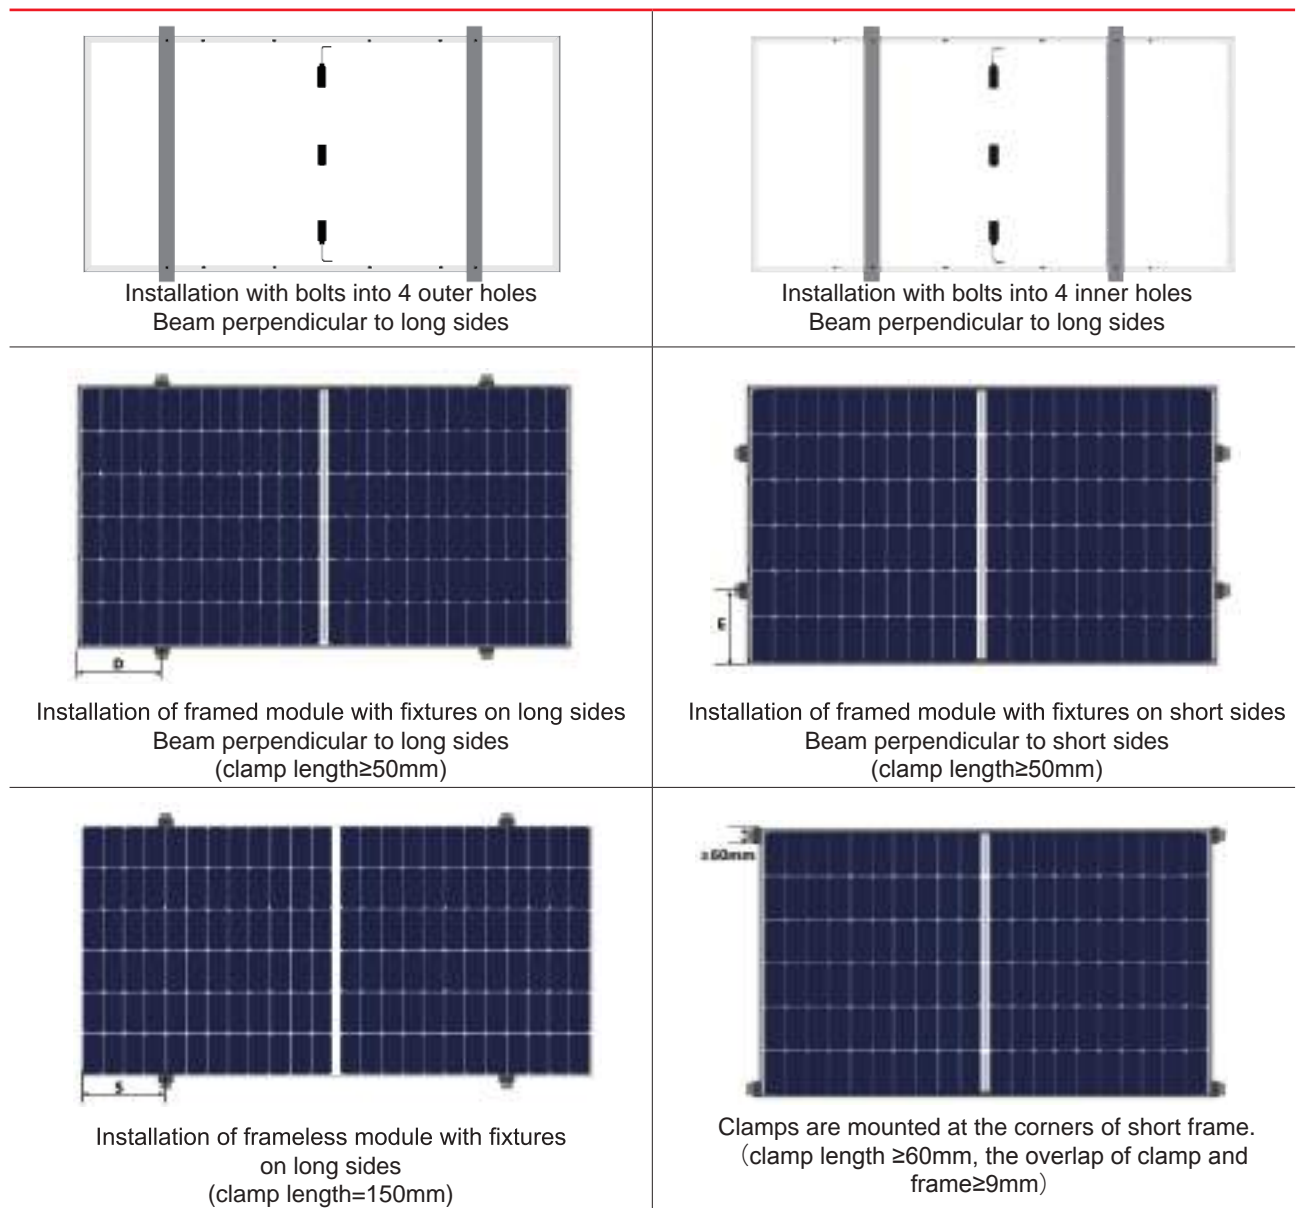 Installation with bolts into 4 outer holes
Beam perpendicular to long sides
Installation with bolts into 4 inner holes
Beam perpendicular to long sides
D
Installation of framed module with fixtures on long sides
Beam perpendicular to long sides
(clamp length≥50mm)
E
Installation of framed module with fixtures on short sides
Beam perpendicular to short sides
(clamp length≥50mm)
S
Installation of frameless module with fixtures
on long sides
(clamp length=150mm)
≥60mm
Clamps are mounted at the corners of short frame.
（clamp length ≥60mm, the overlap of clamp and
frame≥9mm）